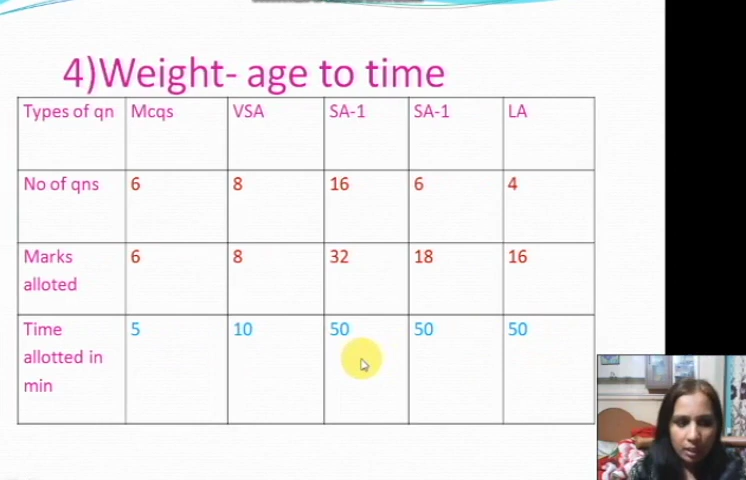 4)Weight- age to time
Types of qn Mcqs VSA SA-1 SA-1 LA
No of qns 6 8 16 6 4
Marks alloted 6 8 32 18 16
Time allotted in min 5 10 50 50 50